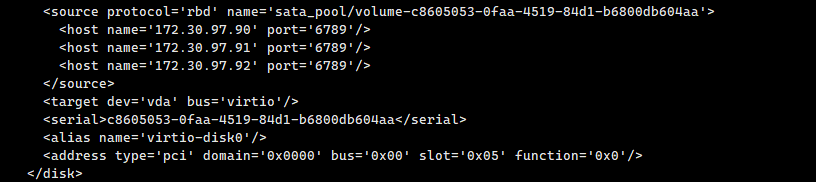 <source protocol='rbd' name='sata_pool/volume-c8605053-0faa-4519-84d1-b6800db604aa'>
<host name='172.30.97.90' port='6789'/>
<host name='172.30.97.91' port='6789'/>
<host name='172.30.97.92' port='6789'/>
</source>
<target dev='vda' bus='virtio'/>
<serial>c8605053-0faa-4519-84d1-b6800db604aa</serial>
<alias name='virtio-disk0'/>
<address type='pci' domain='0x0000' bus='0x00' slot='0x05' function='0x0'/>
</disk>